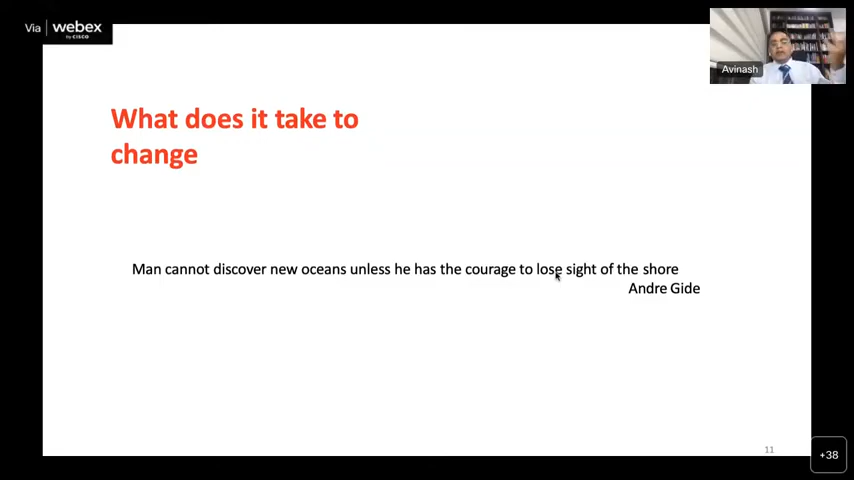 Via webex
by CISCO
Avinash
What does it take to
change
Man cannot discover new oceans unless he has the courage to lose sight of the shore
Andre Gide
11
+38